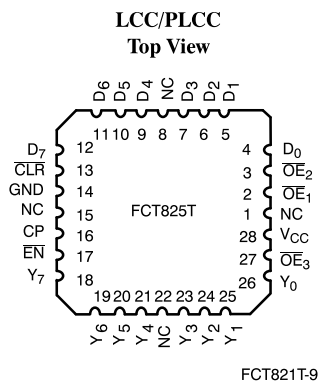 LCC/PLCC
Top View
D6 D5 D4 NC D3 D2 D1
11 10 9 8 7 6 5
D7 12 4 D0
CLR 13 3 OE2
GND 14 2 OE1
NC 15 FCT825T 1 NC
CP 16 28 VCC
EN 17 27 OE3
Y7 18 26 Y0
19 20 21 22 23 24 25
Y6 Y5 Y4 NC Y3 Y2 Y1
FCT821T-9